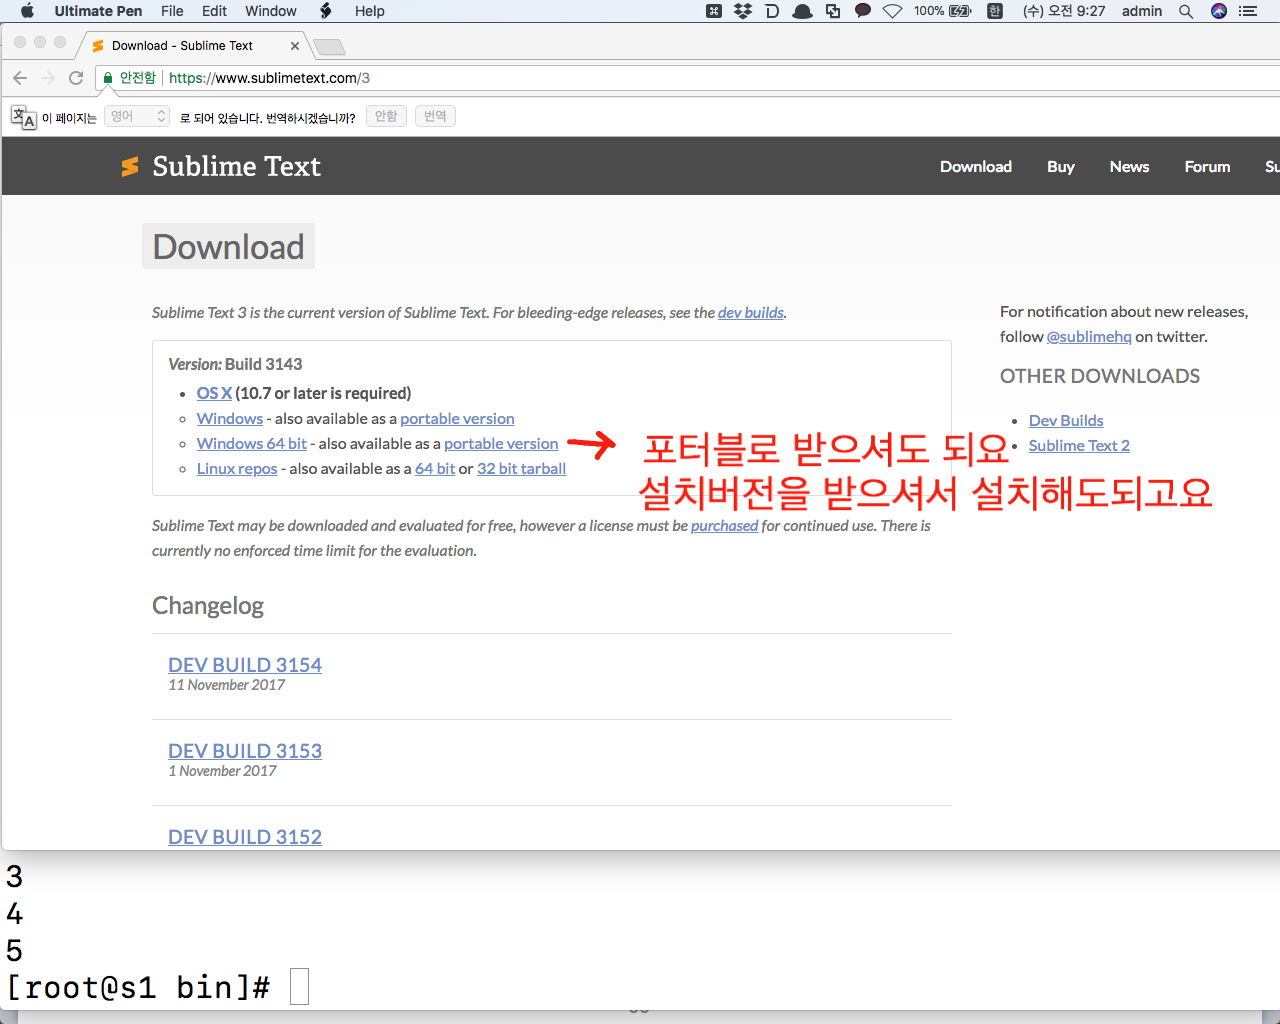 Ultimate Pen File Edit Window Help 100% 한 (수) 오전 9:27 admin
Download - Sublime Text
안전함 https://www.sublimetext.com/3
이 페이지는 영어 로 되어 있습니다. 번역하시겠습니까? 안함 번역
Sublime Text Download Buy News Forum Su
Download
Sublime Text 3 is the current version of Sublime Text. For bleeding-edge releases, see the dev builds.
Version: Build 3143
OS X (10.7 or later is required)
Windows - also available as a portable version
Windows 64 bit - also available as a portable version
Linux repos - also available as a 64 bit or 32 bit tarball
포터블로 받으셔도 되요
설치버전을 받으셔서 설치해도되고요
Sublime Text may be downloaded and evaluated for free, however a license must be purchased for continued use. There is
currently no enforced time limit for the evaluation.
For notification about new releases,
follow @sublimehq on twitter.
OTHER DOWNLOADS
Dev Builds
Sublime Text 2
Changelog
DEV BUILD 3154
11 November 2017
DEV BUILD 3153
1 November 2017
DEV BUILD 3152
3
4
5
[root@s1 bin]#